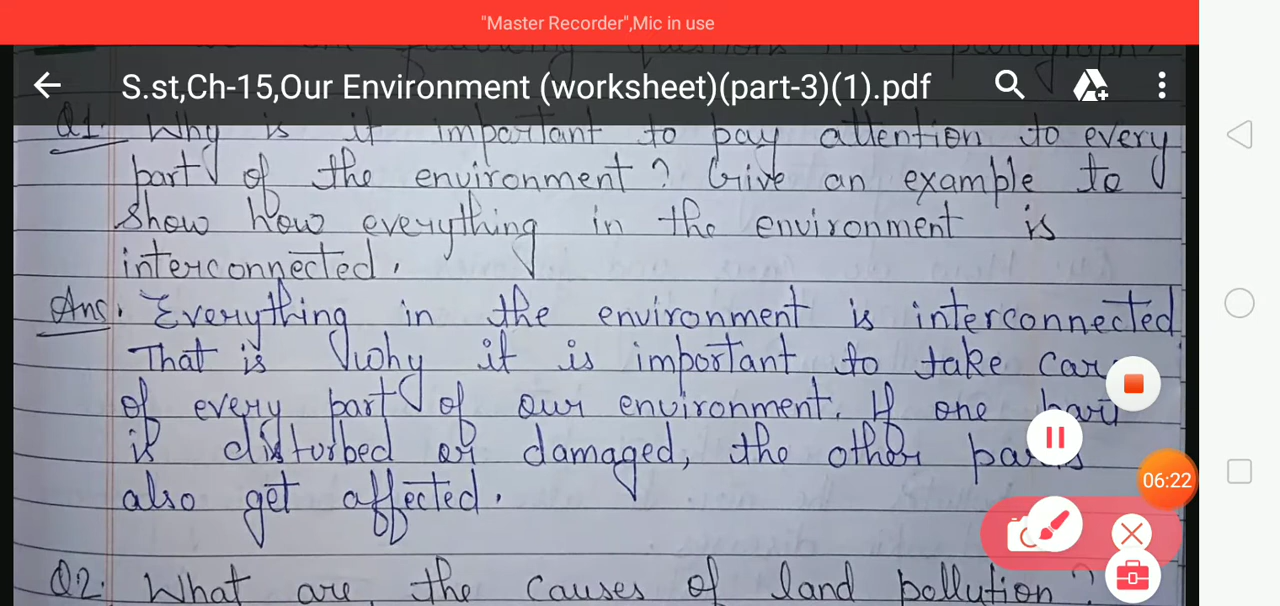 "Master Recorder",Mic in use
S.st,Ch-15,Our Environment (worksheet)(part-3)(1).pdf
Q1. Why is it important to pay attention to every
part of the environment? Give an example to
show how everything in the environment is
interconnected.
Ans. Everything in the environment is interconnected
That is why it is important to take
of every part of our environment. If one part
is disturbed or damaged, the other parts
also get affected.
06:22
Q2. What are the causes of land pollution?